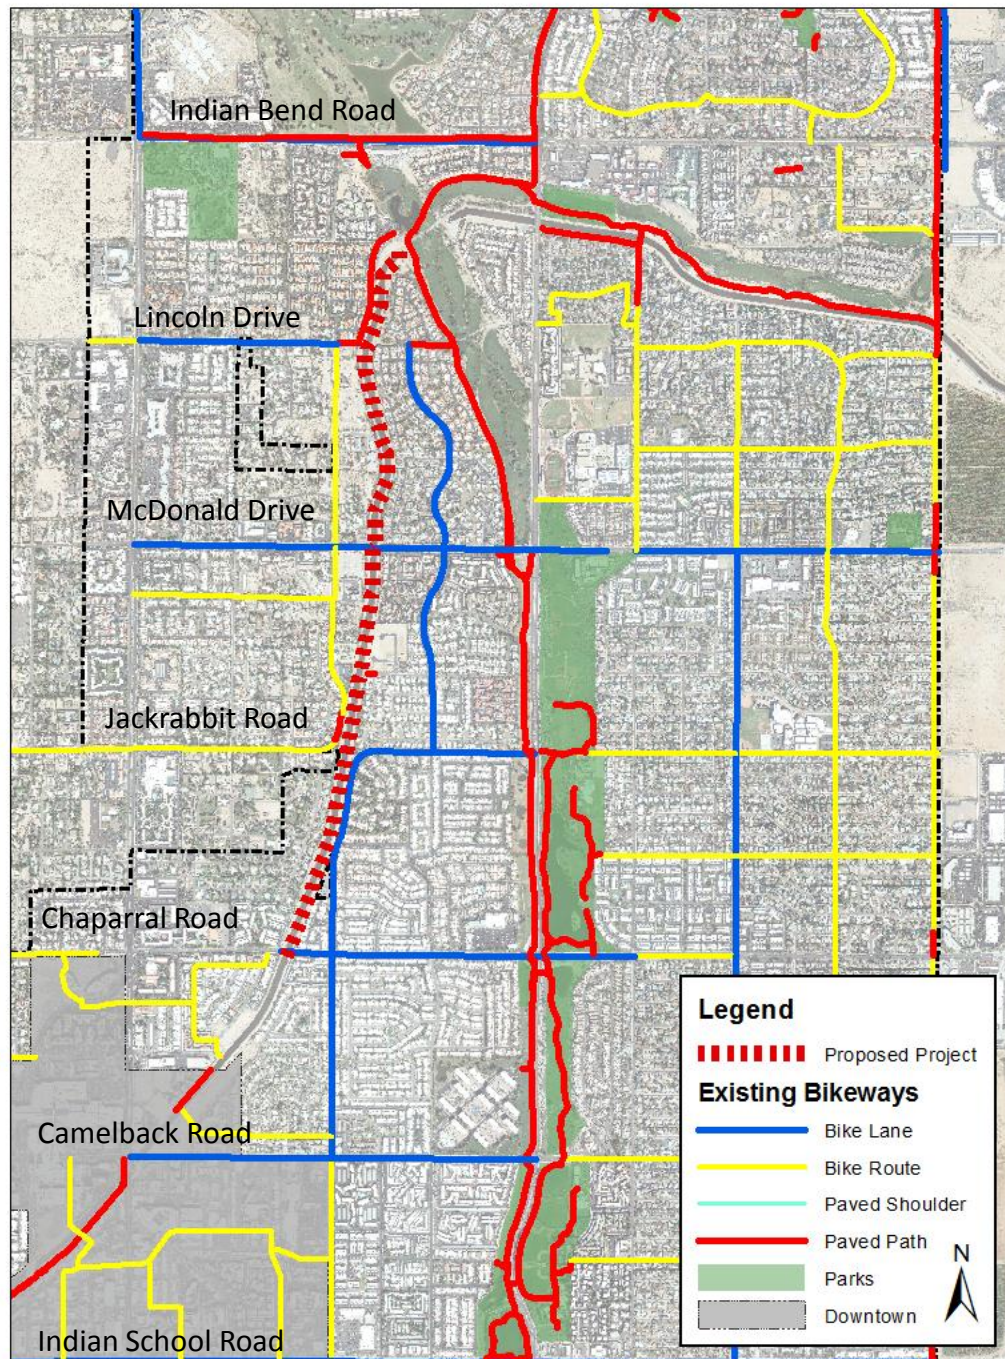 Indian Bend Road
Lincoln Drive
McDonald Drive
Jackrabbit Road
Chaparral Road
Camelback Road
Indian School Road
Legend
Proposed Project
Existing Bikeways
Bike Lane
Bike Route
Paved Shoulder
Paved Path
Parks
Downtown
N